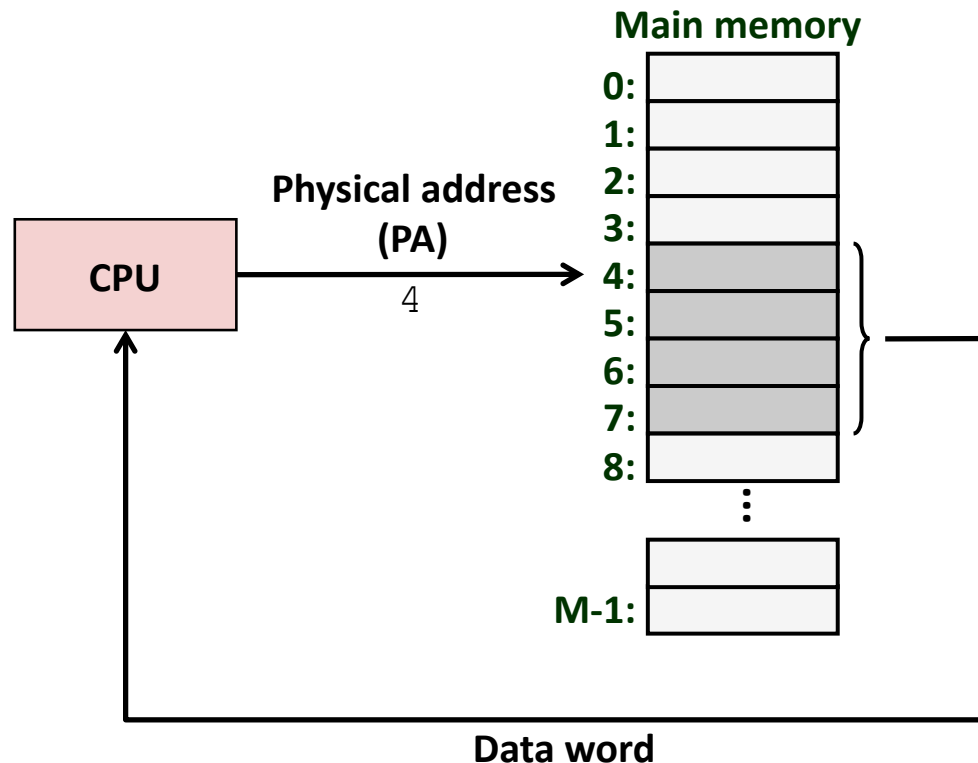 Main memory
0:
1:
2:
Physical address
(PA)
3:
CPU
4
4:
5:
6:
7:
8:
...
M-1:
Data word